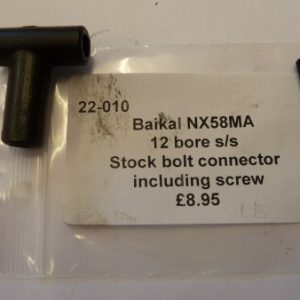 22-010
Baikal NX58MA
12 bore s/s
Stock bolt connector
including screw
£8.95